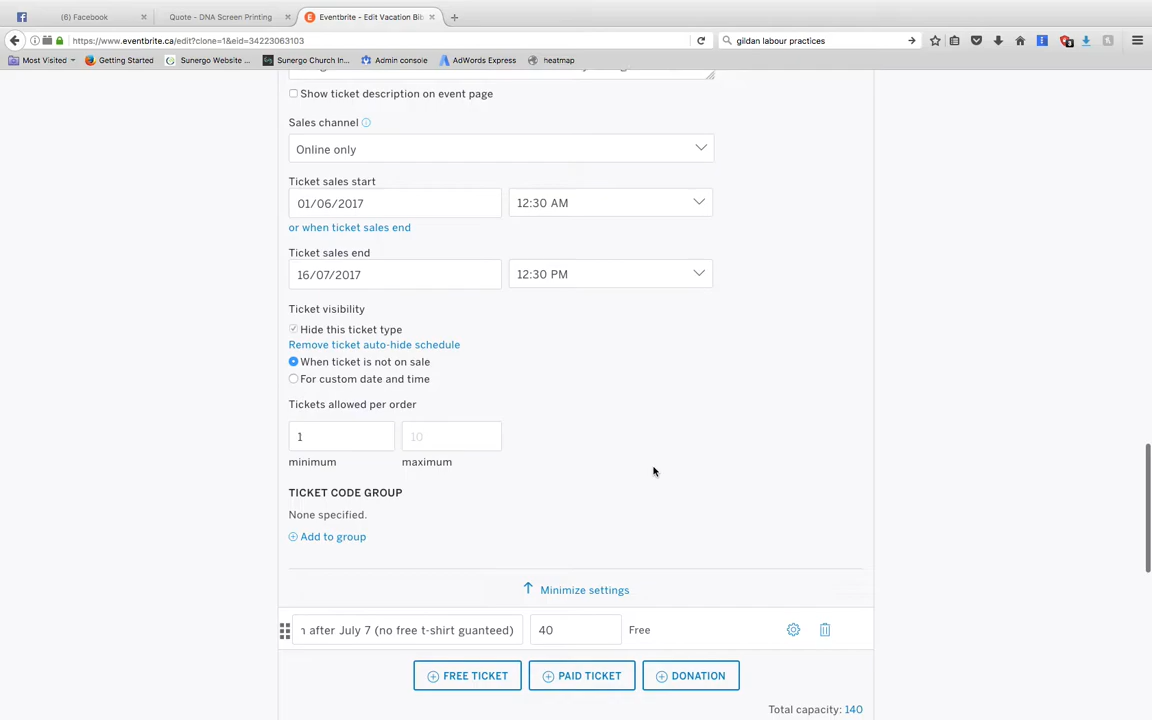 (6) Facebook
Quote - DNA Screen Printing
Eventbrite - Edit Vacation Bib
https://www.eventbrite.ca/edit?clone=1&eid=34223063103
gildan labour practices
3
Most Visited
Getting Started
Sunergo Website ...
Sunergo Church In...
Admin console
AdWords Express
heatmap
Show ticket description on event page
Sales channel
Online only
Ticket sales start
01/06/2017
12:30 AM
or when ticket sales end
Ticket sales end
16/07/2017
12:30 PM
Ticket visibility
Hide this ticket type
Remove ticket auto-hide schedule
When ticket is not on sale
For custom date and time
Tickets allowed per order
1
10
minimum
maximum
TICKET CODE GROUP
None specified.
Add to group
Minimize settings
n after July 7 (no free t-shirt guanteed)
40
Free
FREE TICKET
PAID TICKET
DONATION
Total capacity: 140